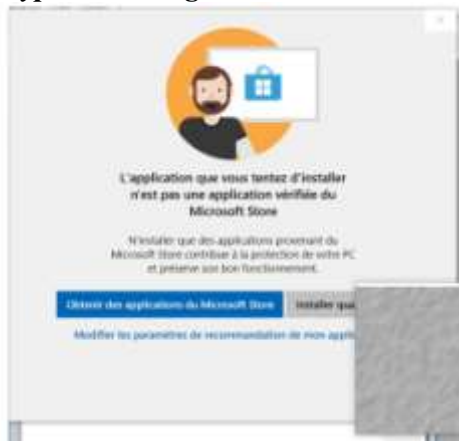 L'application que vous tentez d'installer
n'est pas une application vérifiée du
Microsoft Store
N'installer que des applications provenant du
Microsoft Store contribue à la protection de votre PC
et préserve son bon fonctionnement.
Obtenir des applications du Microsoft Store
Installer
Modifier les paramètres de recommandation de mon